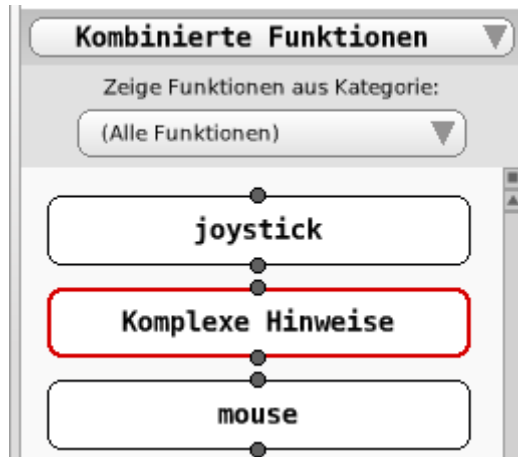 Kombinierte Funktionen
Zeige Funktionen aus Kategorie:
(Alle Funktionen)
joystick
Komplexe Hinweise
mouse